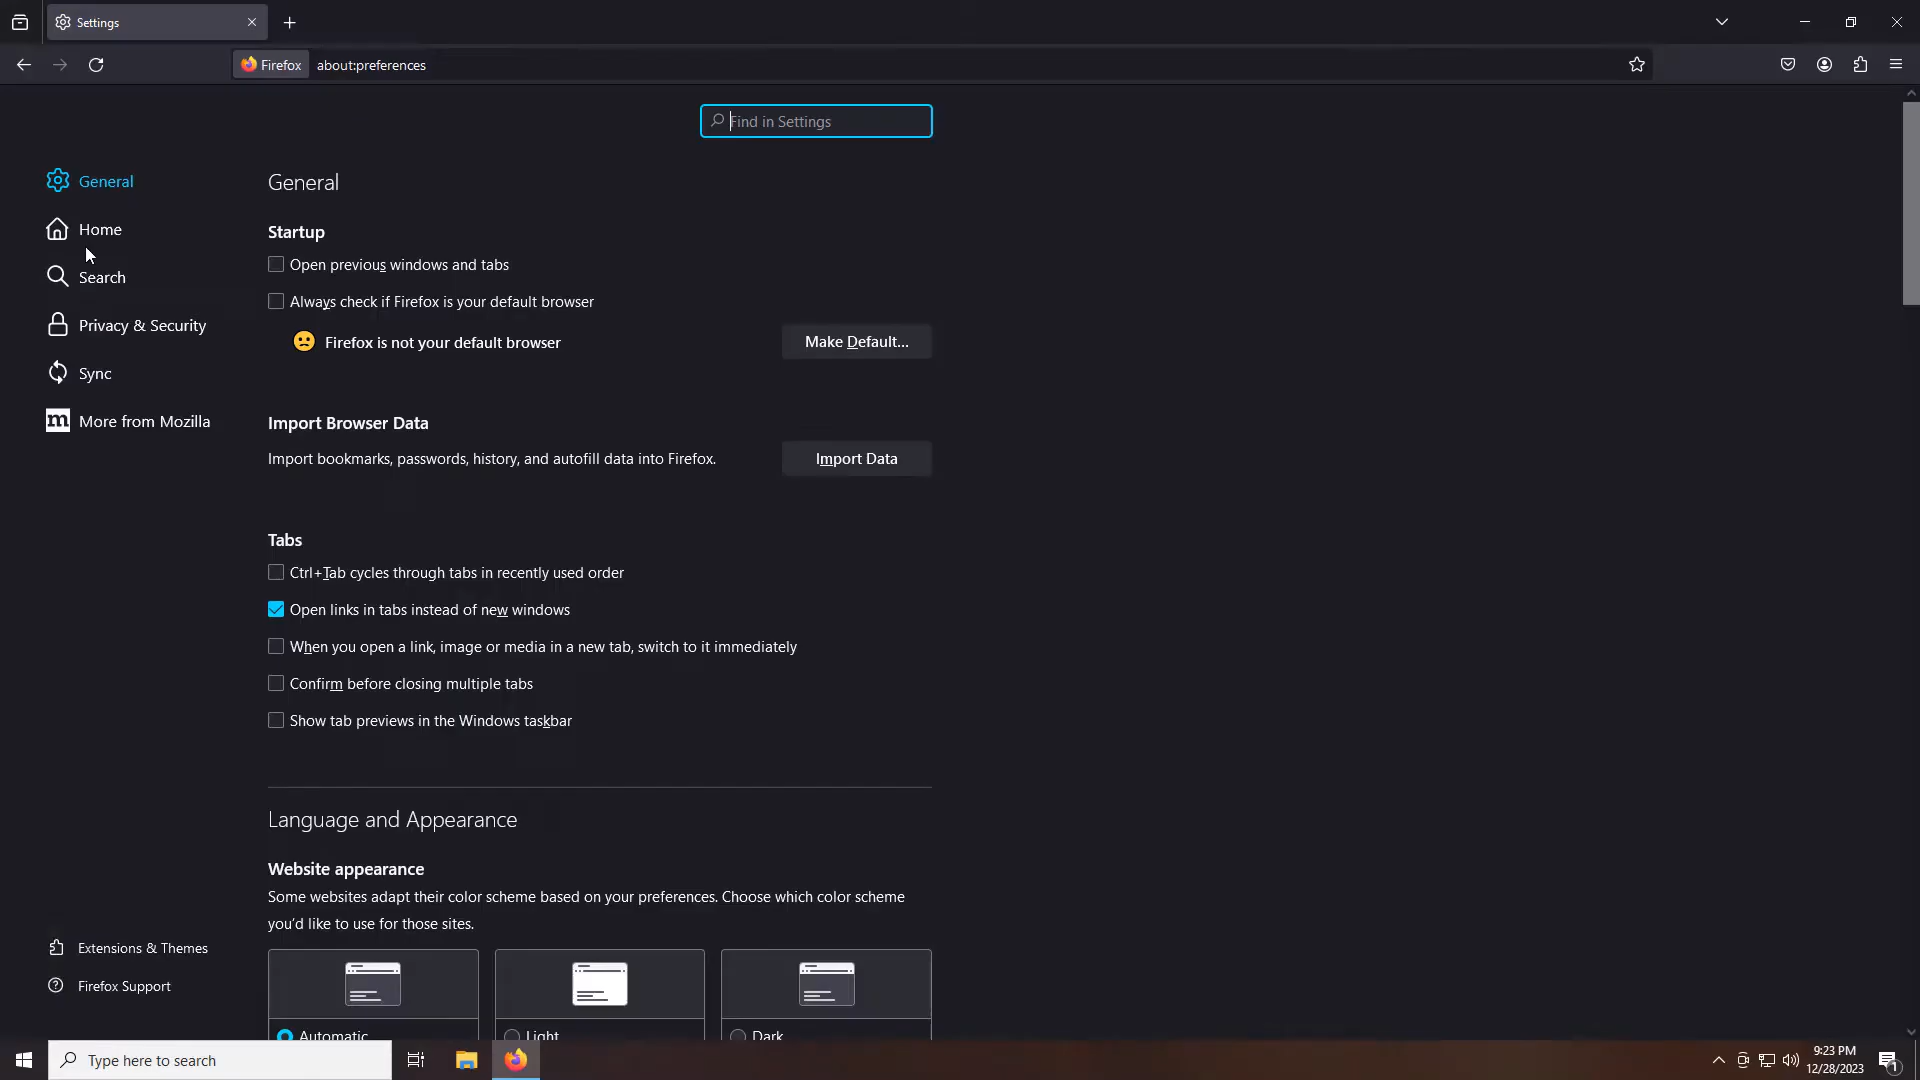 Settings
Firefox
about:preferences
Find in Settings
General
Home
Search
Privacy & Security
Sync
More from Mozilla
Extensions & Themes
Firefox Support
General
Startup
Open previous windows and tabs
Always check if Firefox is your default browser
Firefox is not your default browser
Make Default...
Import Browser Data
Import bookmarks, passwords, history, and autofill data into Firefox.
Import Data
Tabs
Ctrl+Tab cycles through tabs in recently used order
Open links in tabs instead of new windows
When you open a link, image or media in a new tab, switch to it immediately
Confirm before closing multiple tabs
Show tab previews in the Windows taskbar
Language and Appearance
Website appearance
Some websites adapt their color scheme based on your preferences. Choose which color scheme
you'd like to use for those sites.
Automatic
Light
Dark
Type here to search
9:23 PM
12/28/2023
1